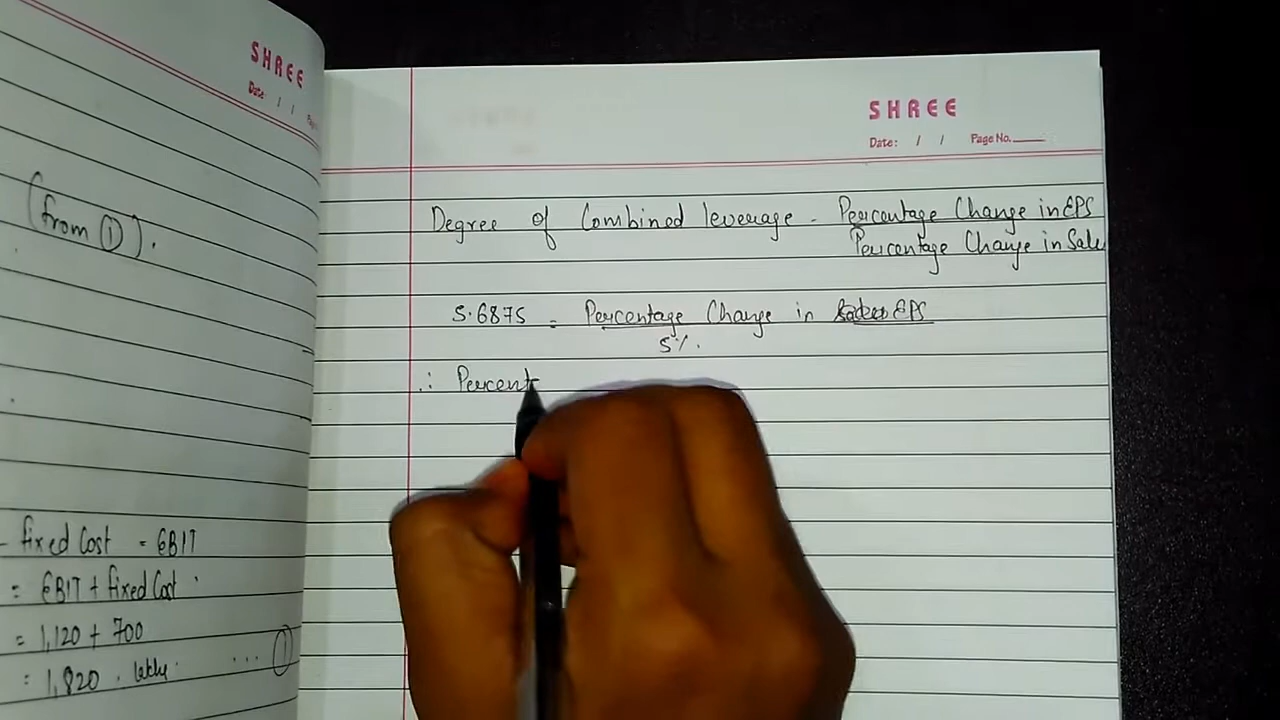 SHREE
Date: / /
(from ①).
fixed Cost = EBIT
= EBIT + fixed Cost
= 1,120 + 700
= 1,820 lakhs ... ①
SHREE
Date: / / Page No.
Degree of Combined leverage = Percentage Change in EPS
Percentage Change in Sale
5.6875 = Percentage Change in EPS
5%.
∴ Percent